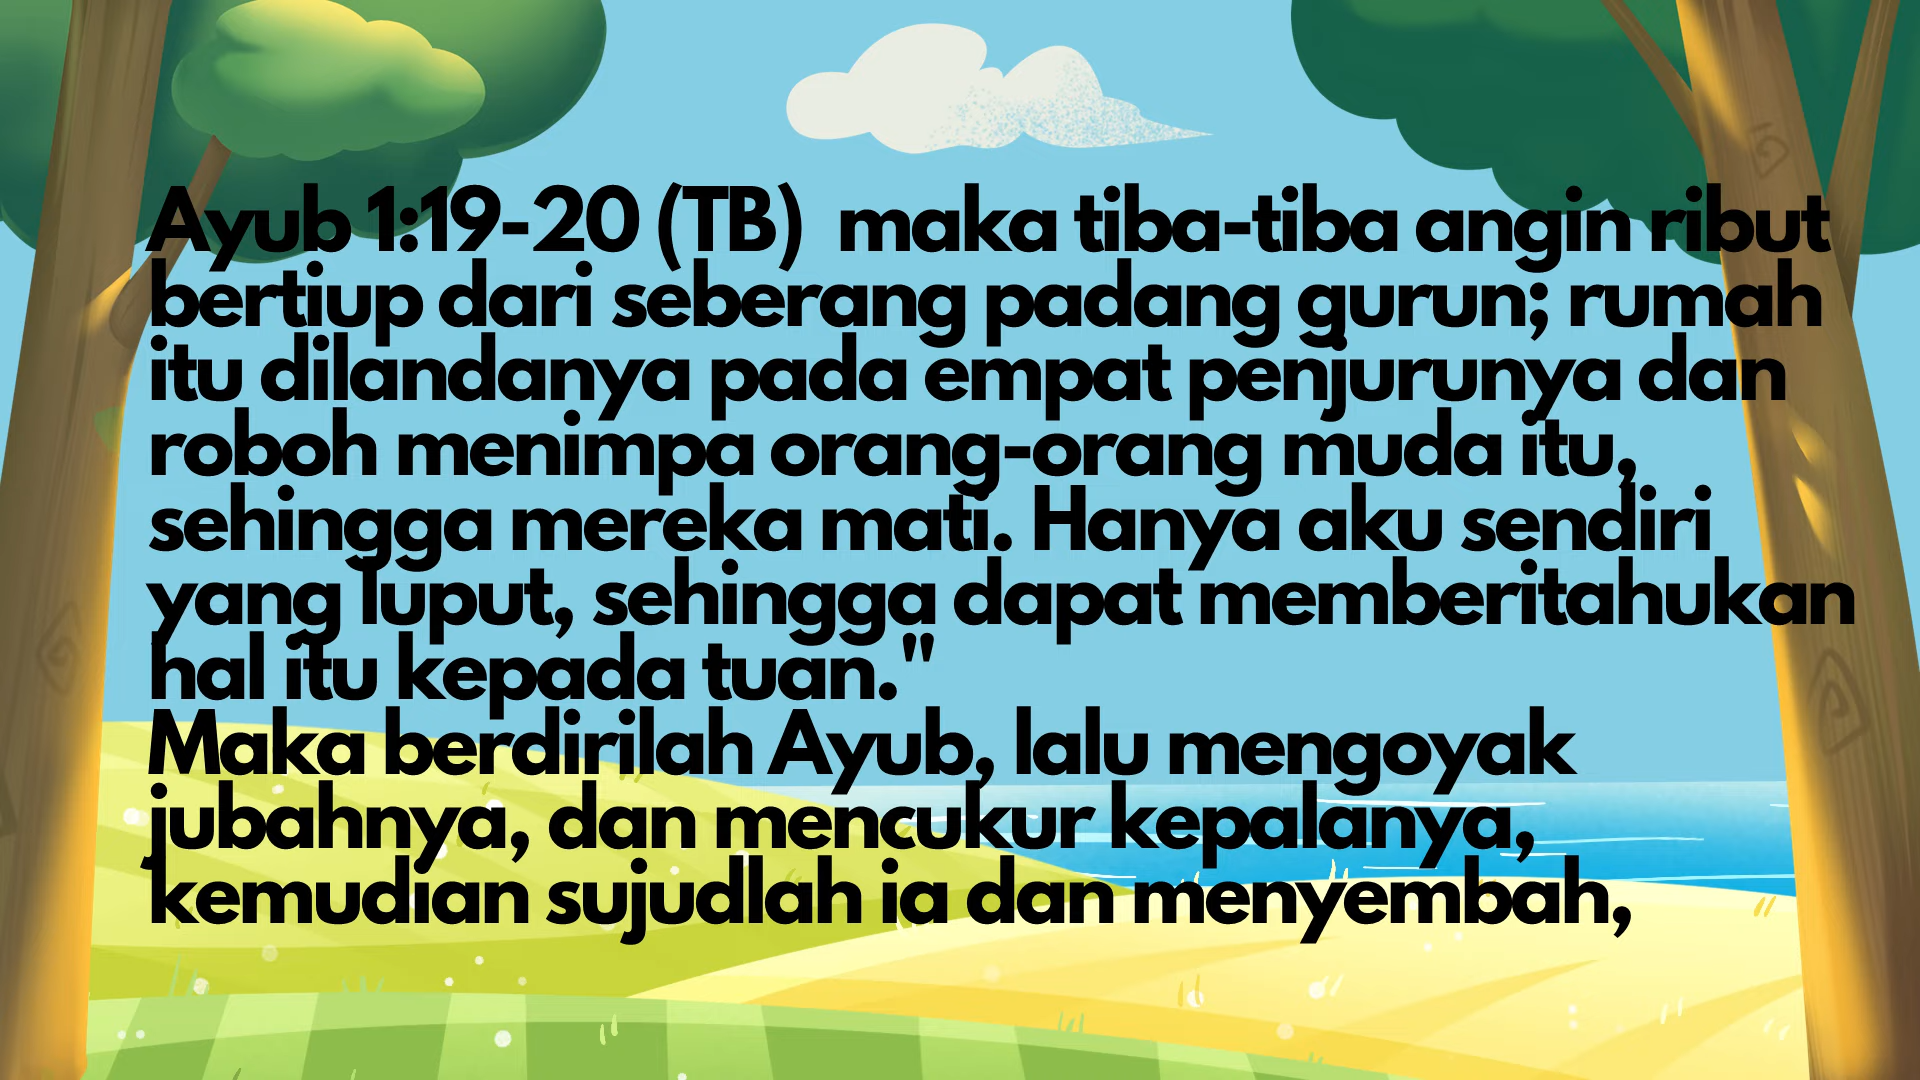 Ayub 1:19-20 (TB)  maka tiba-tiba angin ribut
bertiup dari seberang padang gurun; rumah
itu dilandanya pada empat penjurunya dan
roboh menimpa orang-orang muda itu,
sehingga mereka mati. Hanya aku sendiri
yang luput, sehingga dapat memberitahukan
hal itu kepada tuan."
Maka berdirilah Ayub, lalu mengoyak
jubahnya, dan mencukur kepalanya,
kemudian sujudlah ia dan menyembah,